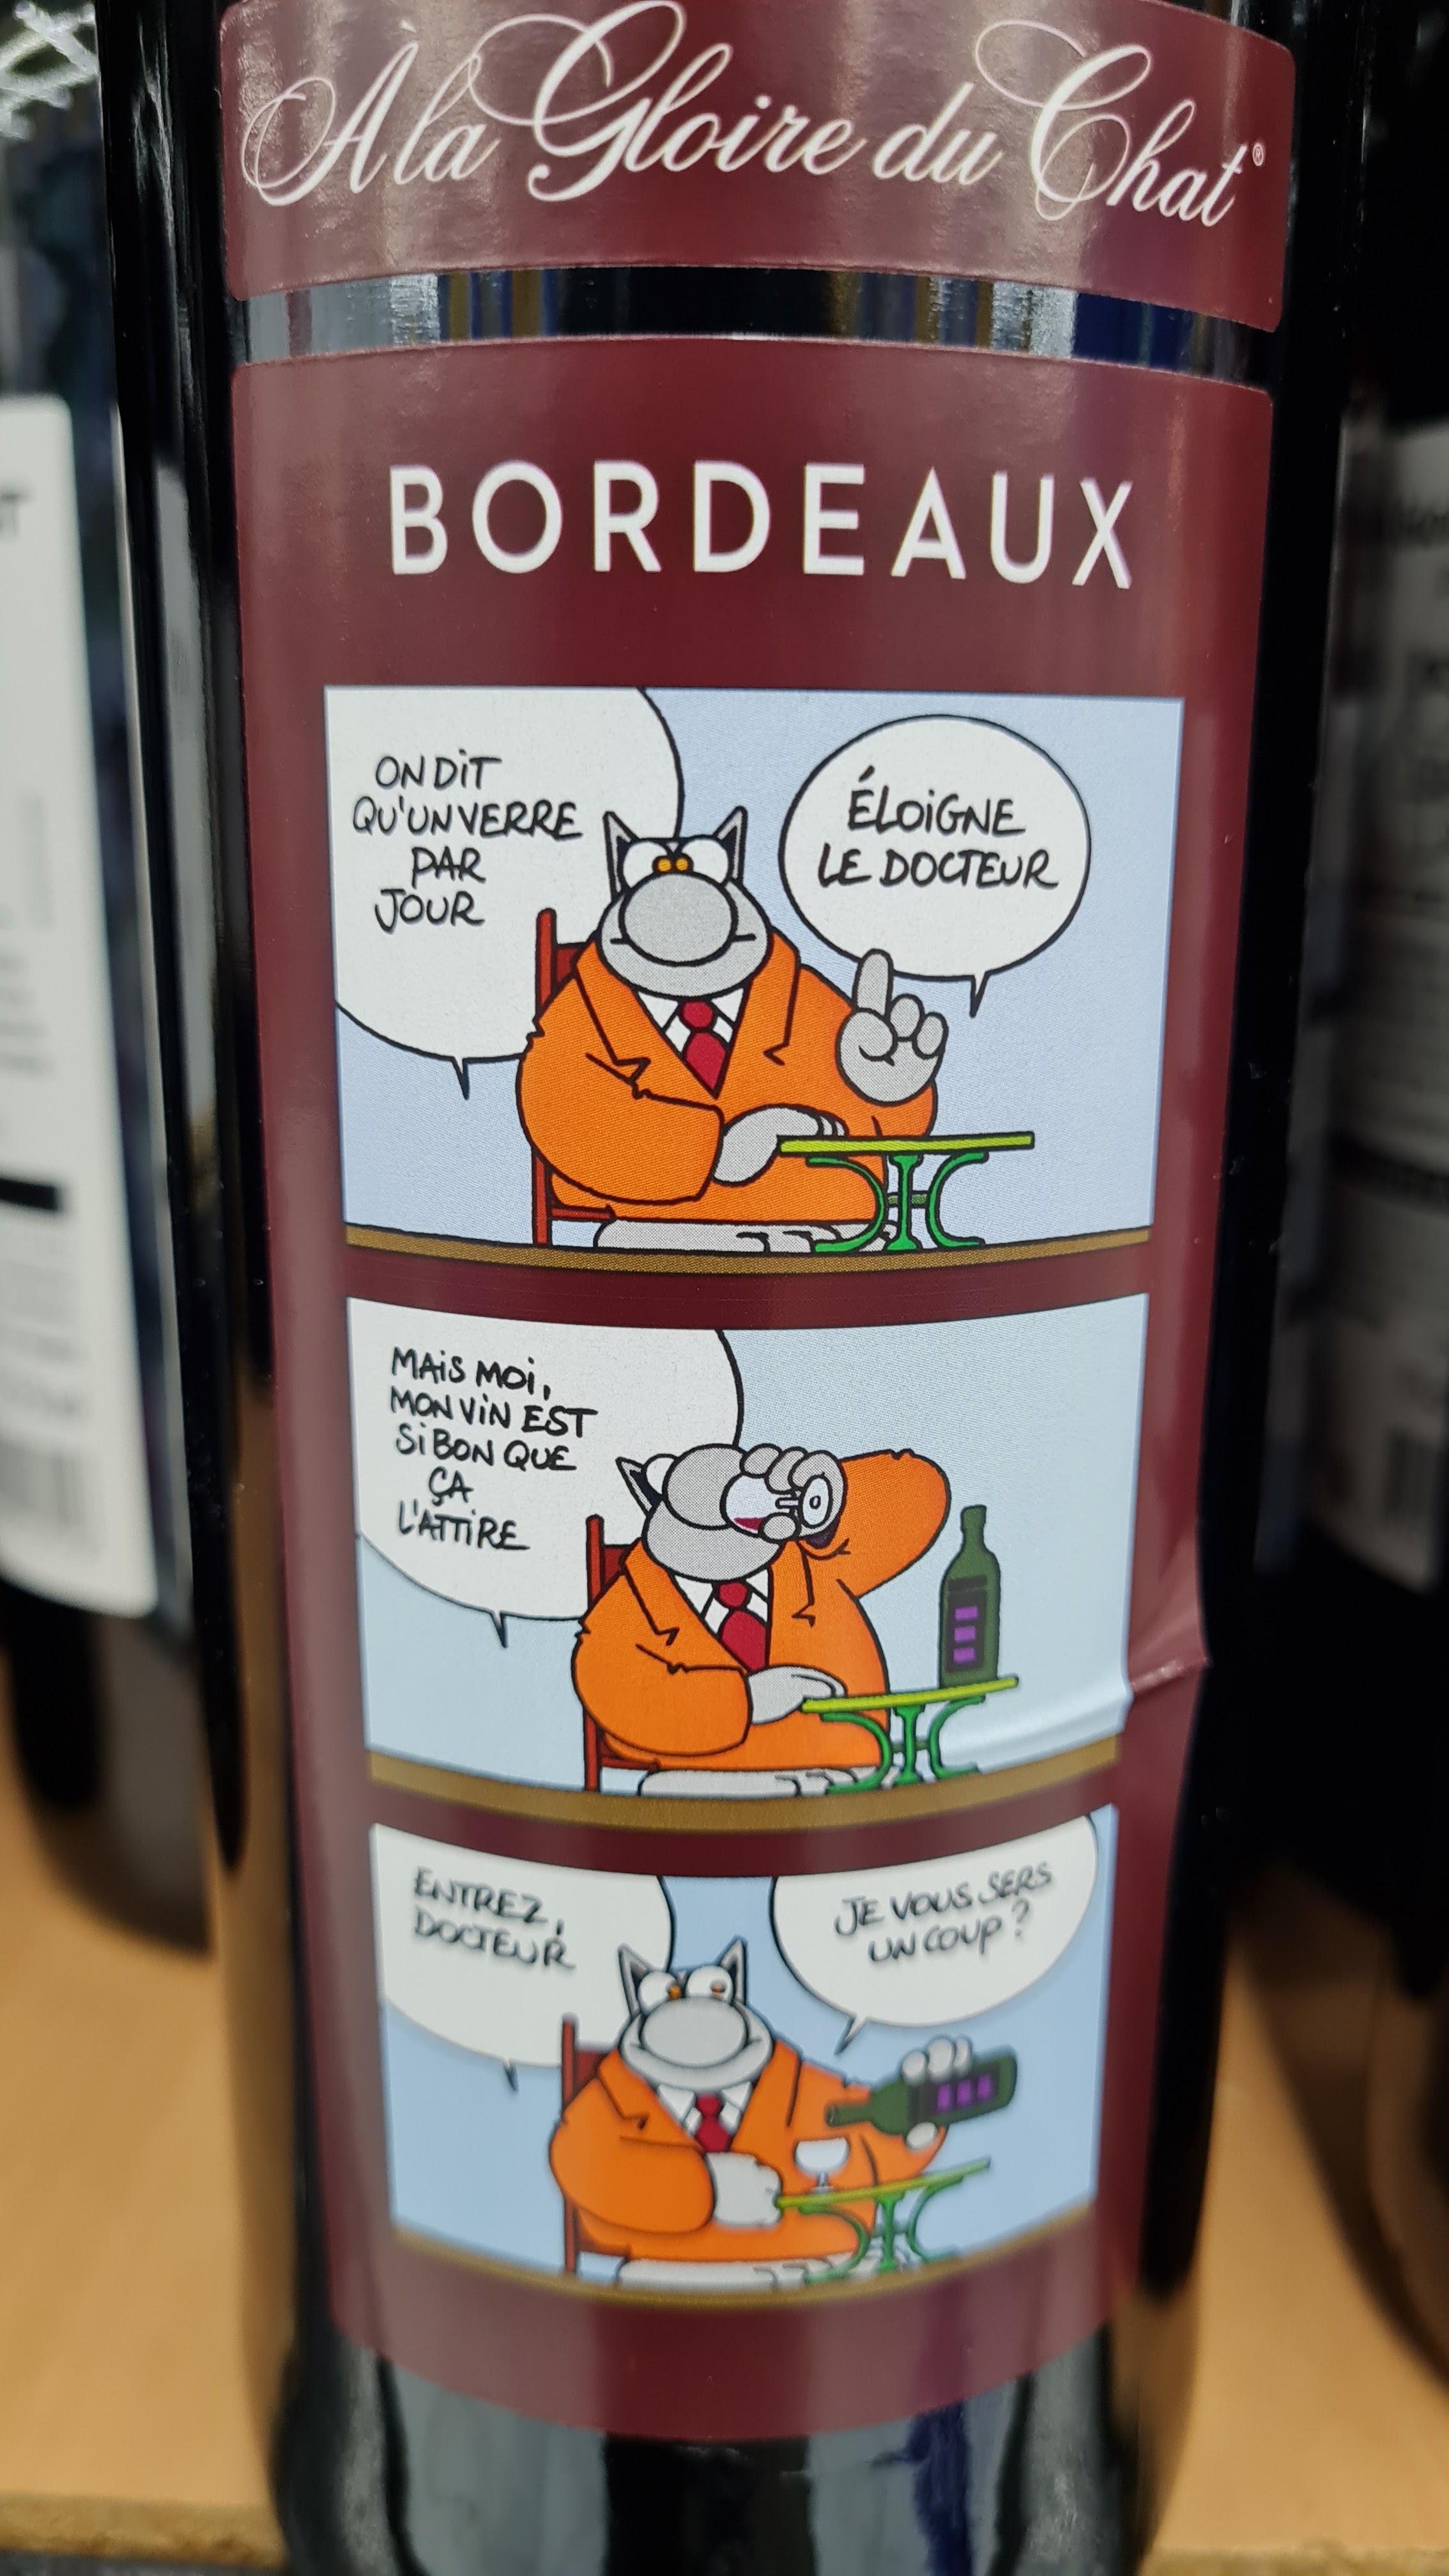 A la Gloire du Chat®
BORDEAUX
ON DiT
QU'UN VERRE
PAR
JOUR
ÉLOiGNE
LE DOCTEUR
MAiS MOi,
MON ViN EST
Si BON QUE
ÇA
L'ATTiRE
ENTREZ,
DOCTEUR
JE VOUS SERS
UN COUP ?